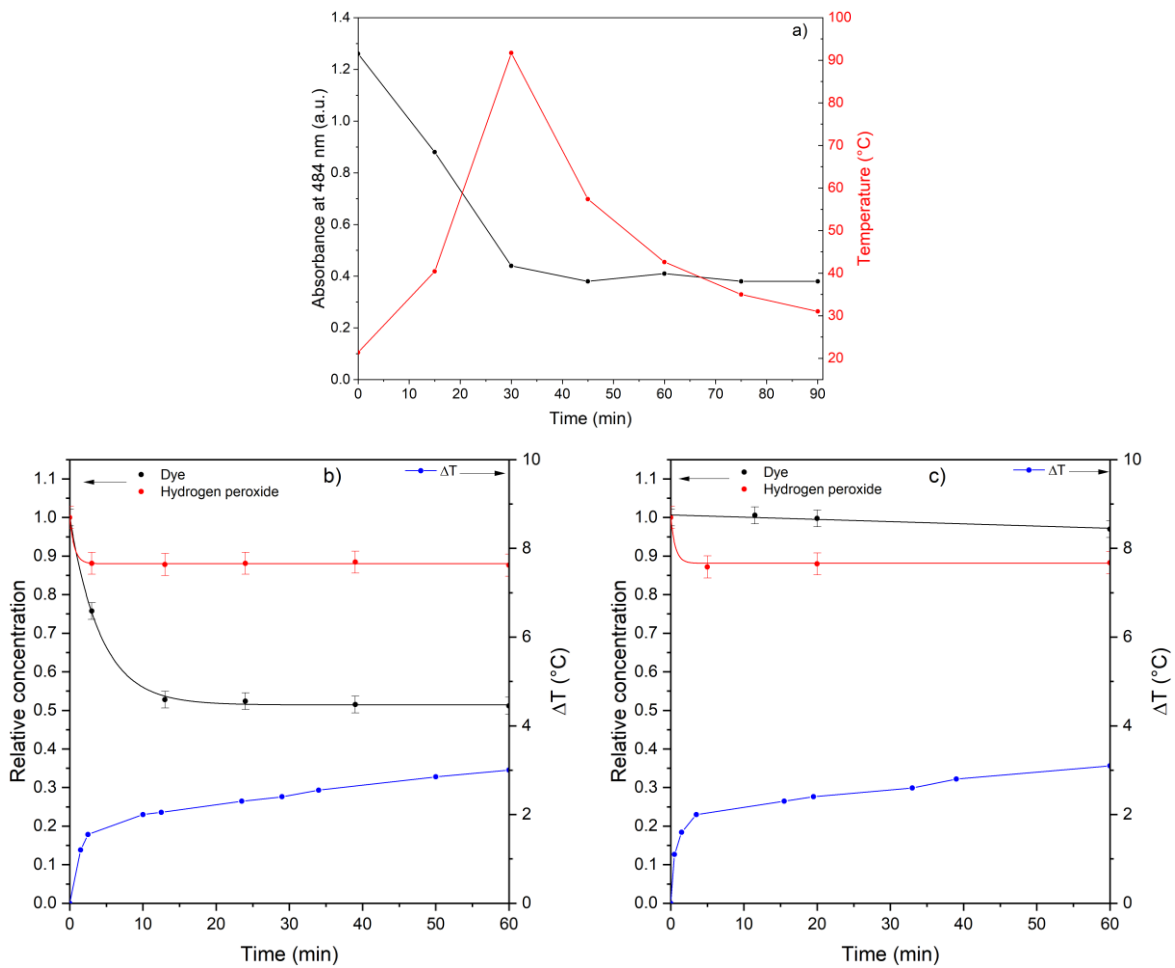 a)
Absorbance at 484 nm (a.u.)
1.4
1.2
1.0
0.8
0.6
0.4
0.2
0.0
100
90
80
70
60
50
40
30
20
Temperature (°C)
0 10 20 30 40 50 60 70 80 90
Time (min)
b)
Dye
Hydrogen peroxide
ΔT
Relative concentration
1.1
1.0
0.9
0.8
0.7
0.6
0.5
0.4
0.3
0.2
0.1
0.0
10
8
6
4
2
0
ΔT (°C)
0 10 20 30 40 50 60
Time (min)
c)
Dye
Hydrogen peroxide
ΔT
Relative concentration
1.1
1.0
0.9
0.8
0.7
0.6
0.5
0.4
0.3
0.2
0.1
0.0
10
8
6
4
2
0
ΔT (°C)
0 10 20 30 40 50 60
Time (min)